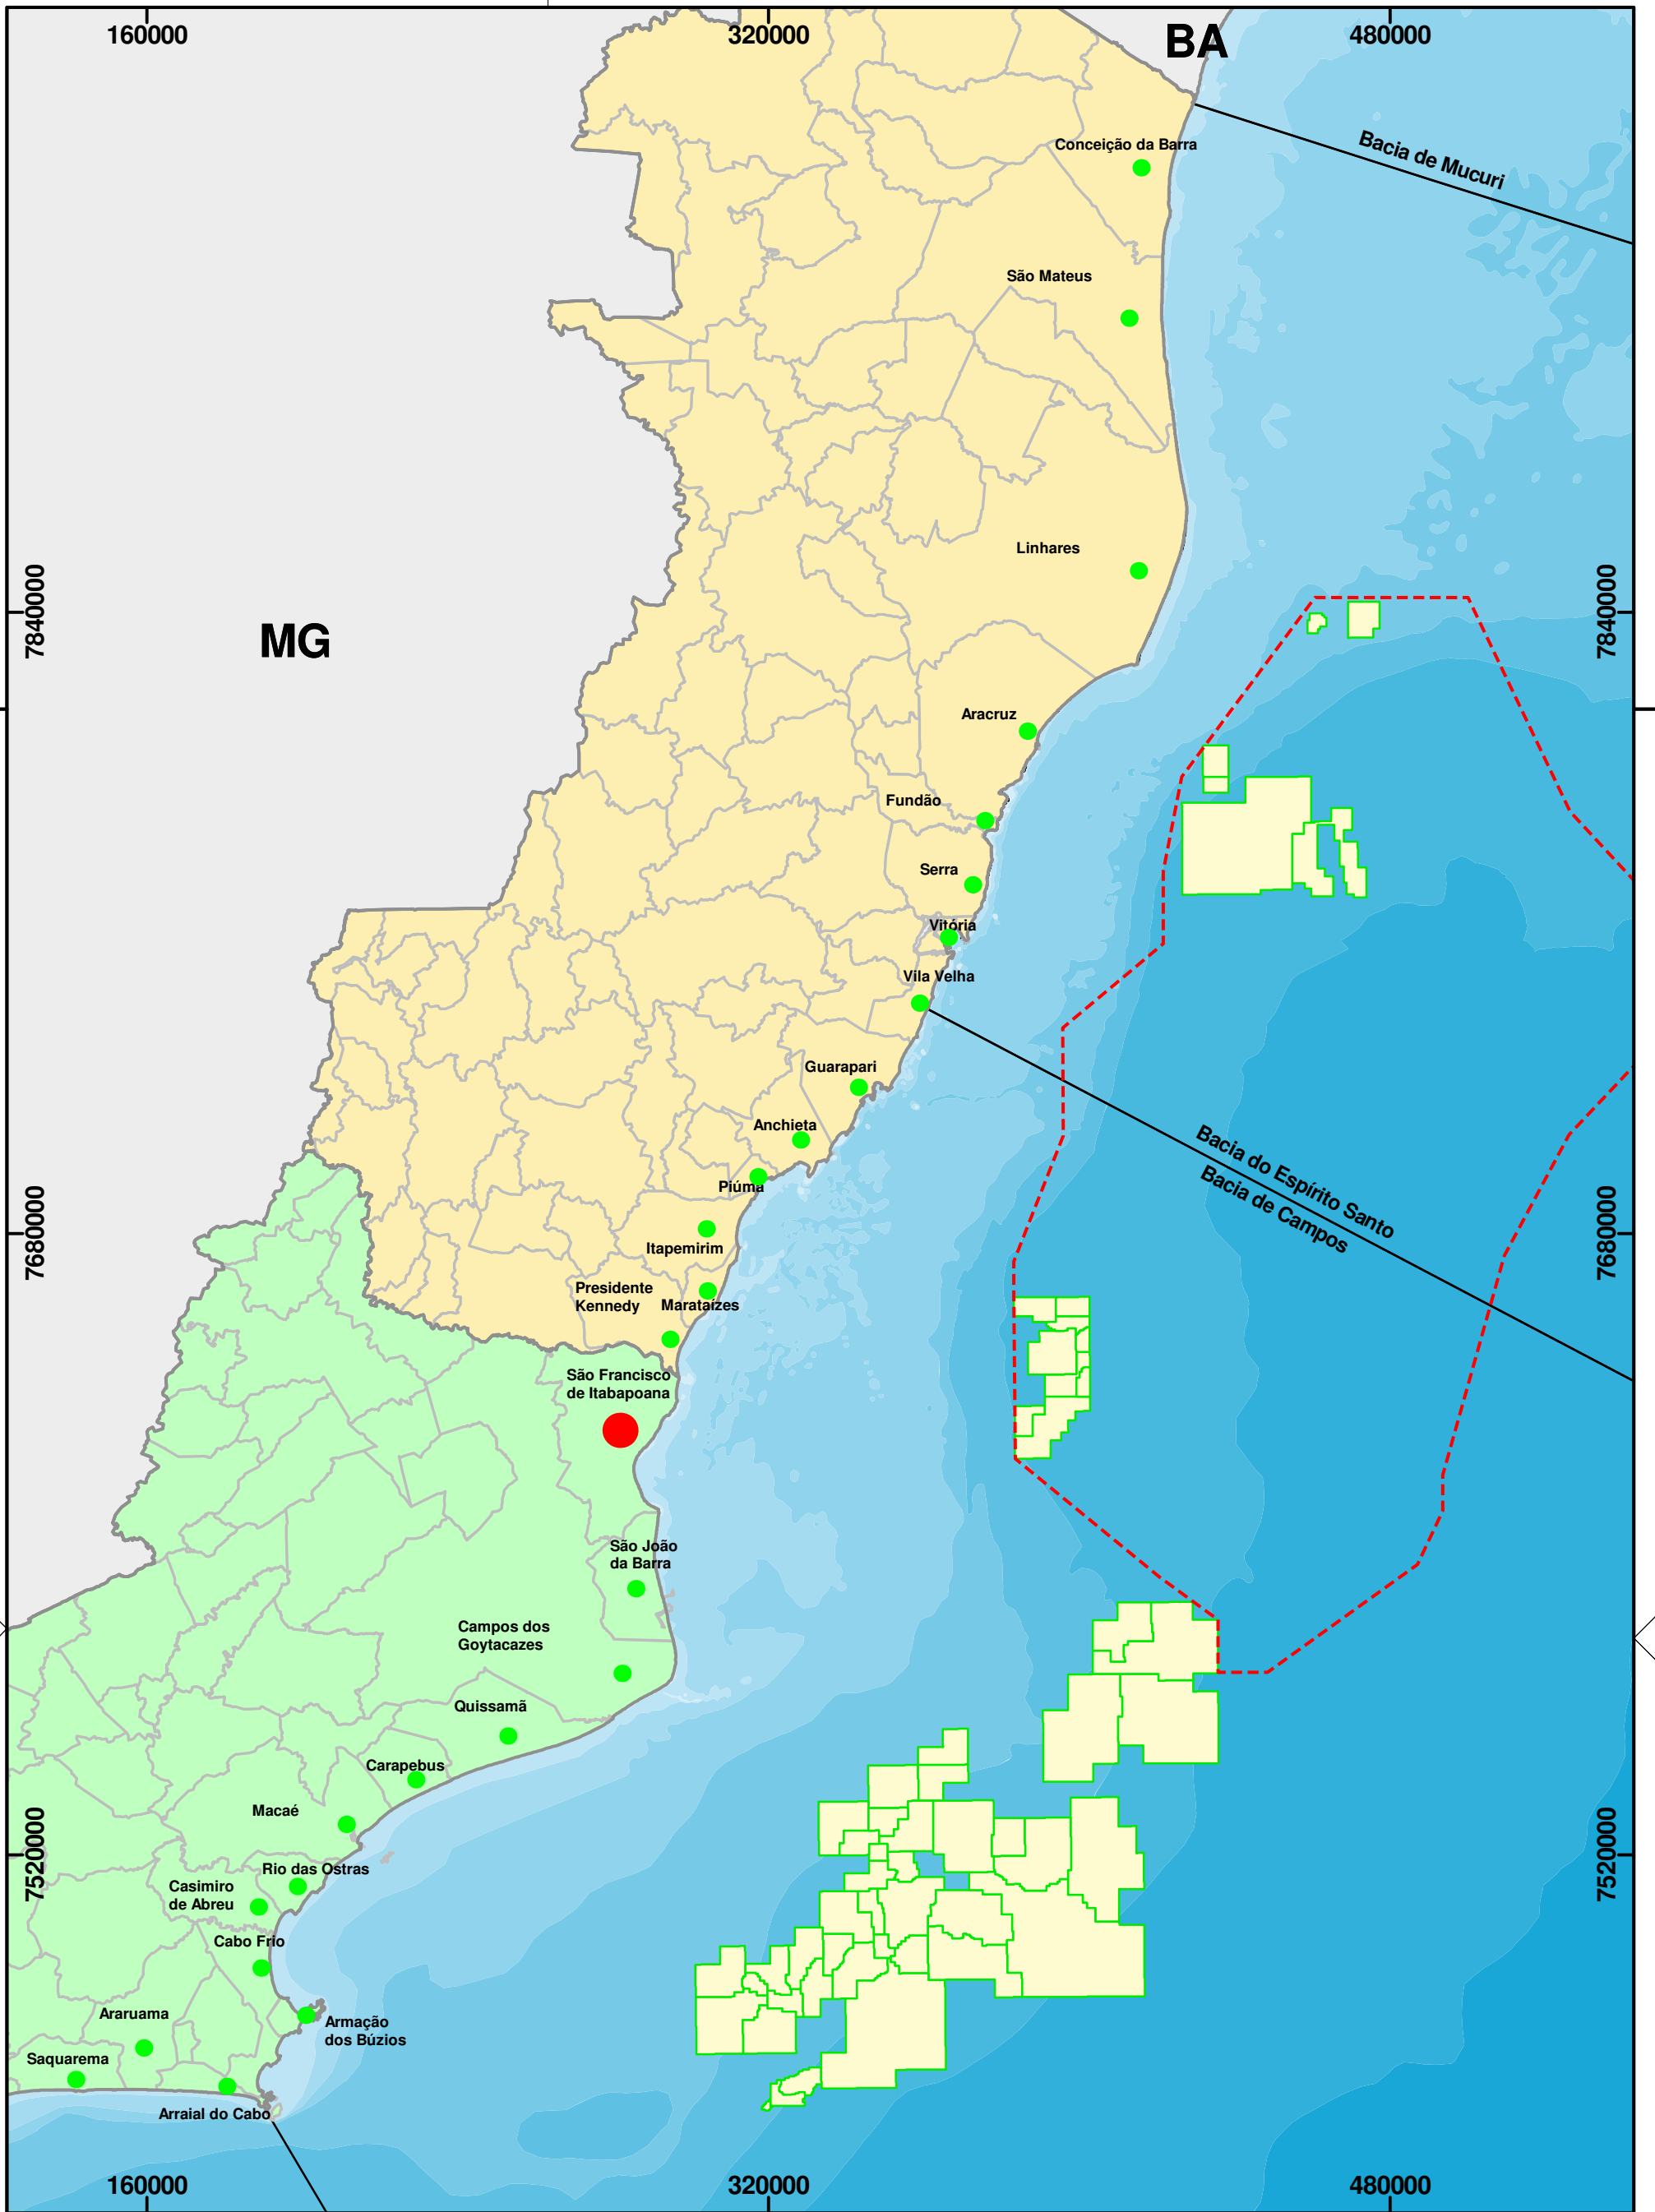 160000
320000
BA
480000
Conceição da Barra
Bacia de Mucuri
São Mateus
Linhares
7840000
7840000
MG
Aracruz
Fundão
Serra
Vitória
Vila Velha
Guarapari
Anchieta
Piúma
Bacia do Espírito Santo
Bacia de Campos
7680000
7680000
Itapemirim
Presidente
Kennedy
Marataízes
São Francisco
de Itabapoana
São João
da Barra
Campos dos
Goytacazes
Quissamã
Carapebus
Macaé
7520000
7520000
Rio das Ostras
Casimiro
de Abreu
Cabo Frio
Araruama
Armação
dos Búzios
Saquarema
Arraial do Cabo
160000
320000
480000